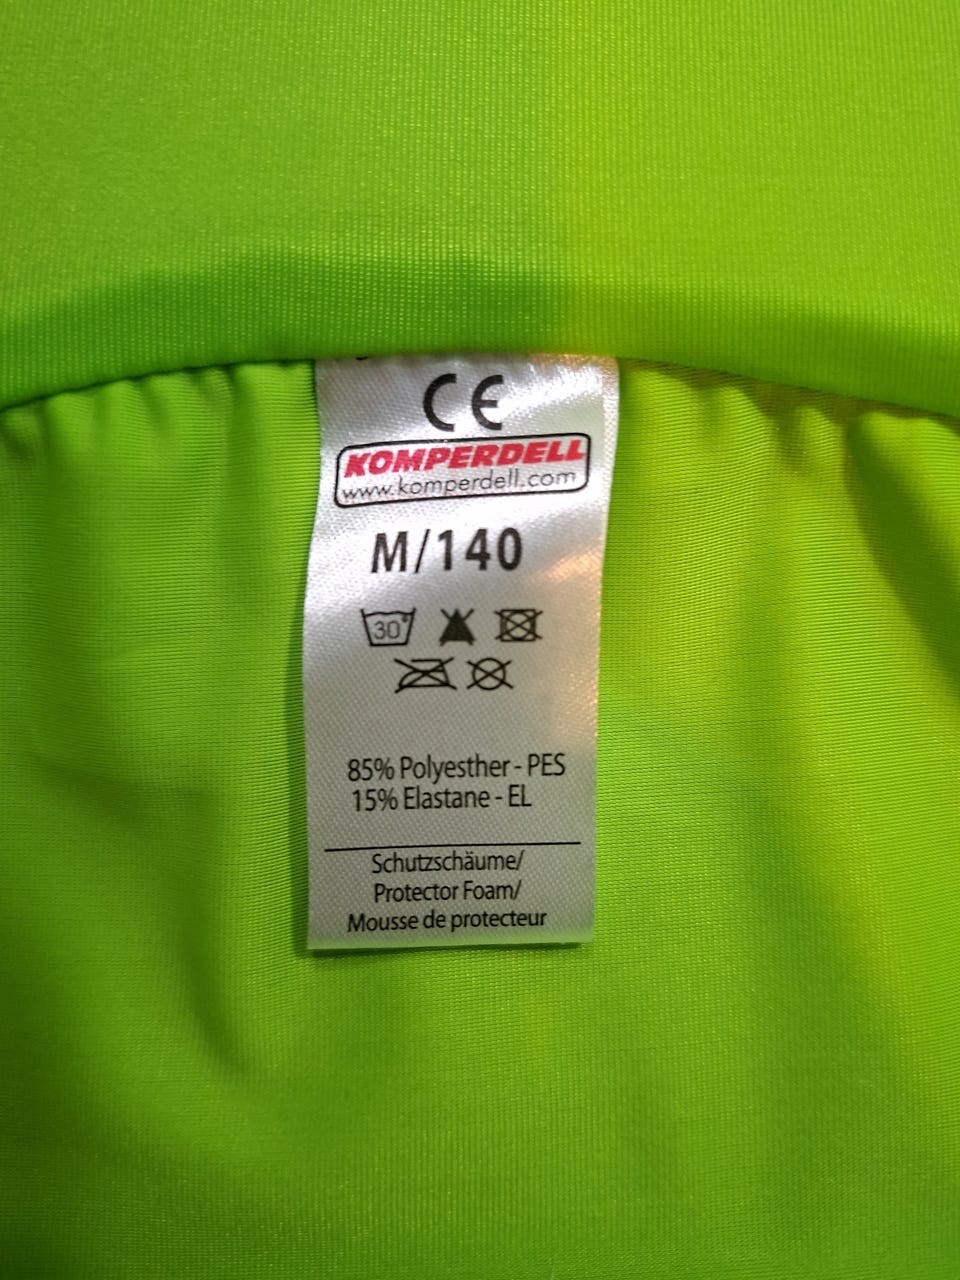 CE
KOMPERDELL
www.komperdell.com
M/140
30°
85% Polyesther - PES
15% Elastane - EL
Schutzschäume/
Protector Foam/
Mousse de protecteur